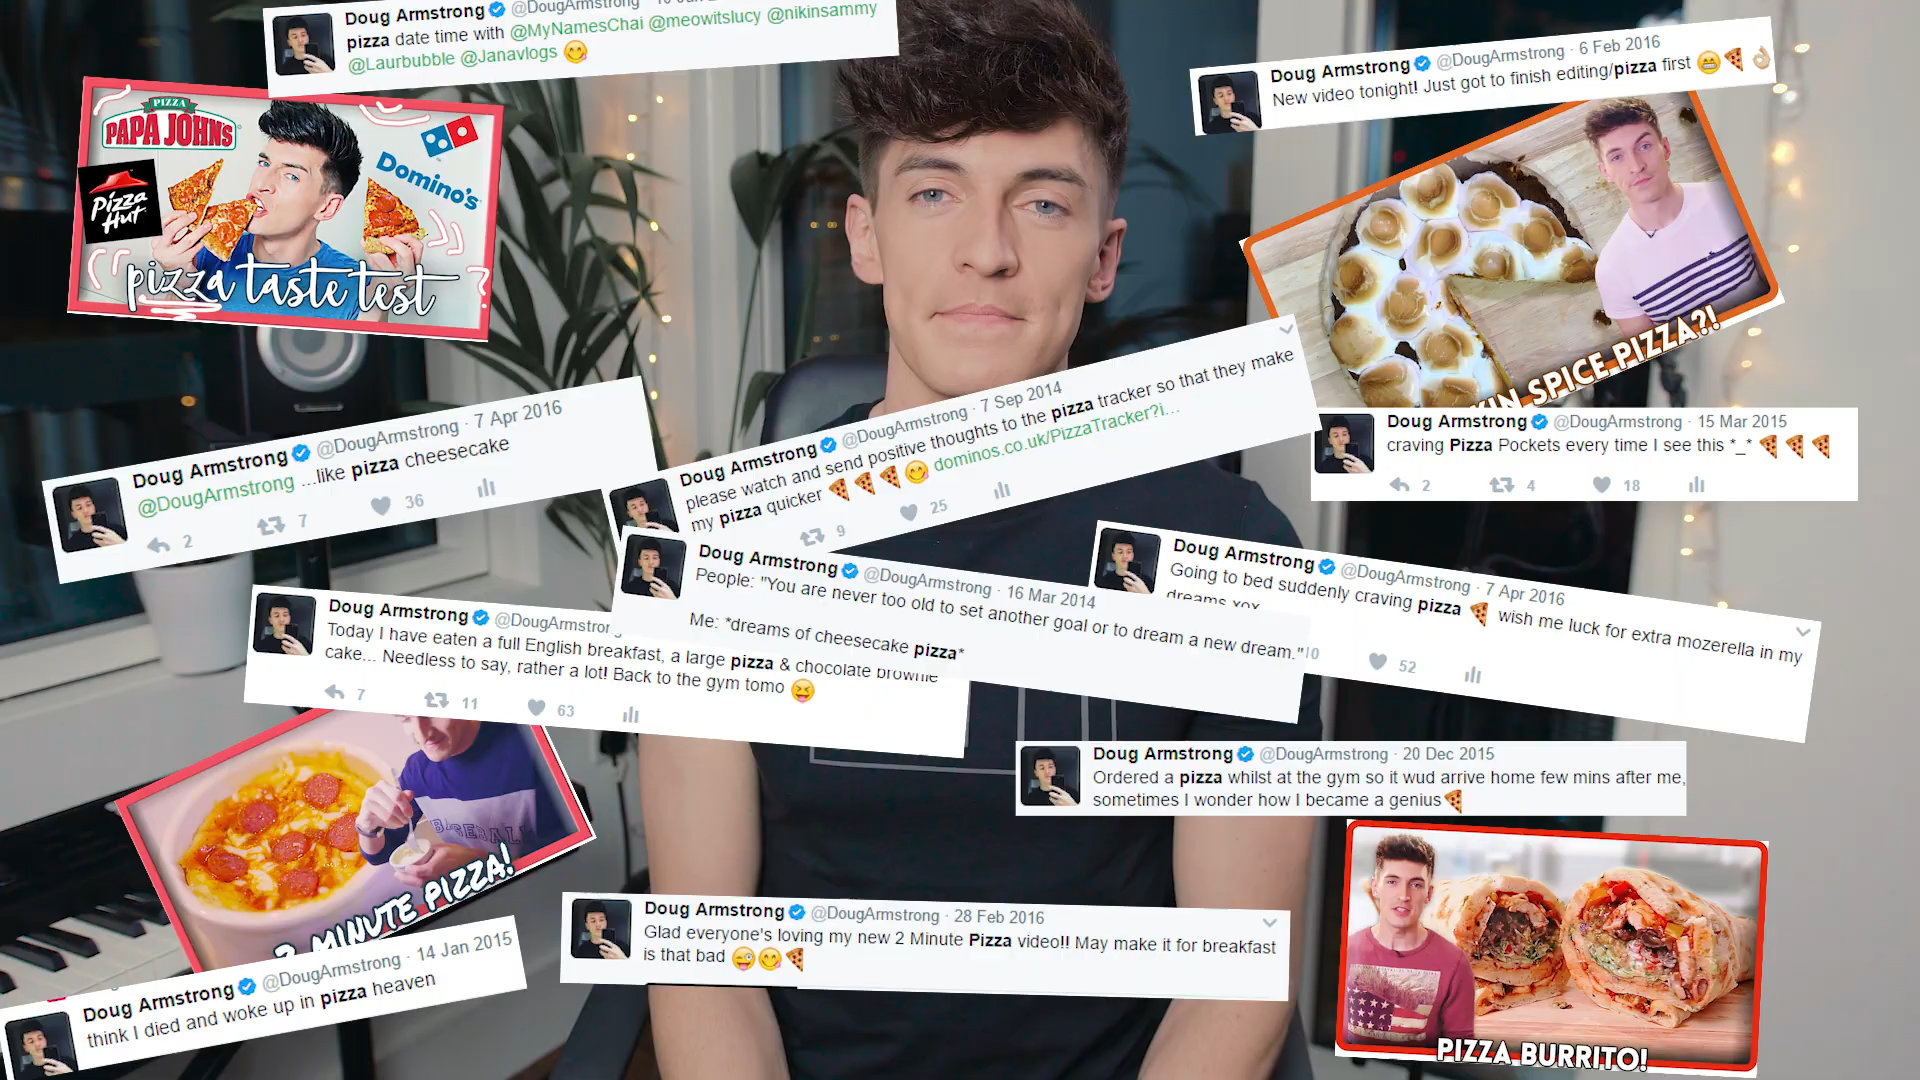 Doug Armstrong @DougArmstrong
pizza date time with @MyNamesChai @meowitslucy @nikinsammy
@Laurbubble @Janavlogs
Doug Armstrong @DougArmstrong · 6 Feb 2016
New video tonight! Just got to finish editing/pizza first
PIZZA
PAPA JOHNS
Domino's
Pizza
Hut
pizza taste test
SPICE PIZZA?!
Doug Armstrong @DougArmstrong · 7 Apr 2016
@DougArmstrong ...like pizza cheesecake
2 7 36
Doug Armstrong @DougArmstrong · 7 Sep 2014
please watch and send positive thoughts to the pizza tracker so that they make
my pizza quicker dominos.co.uk/PizzaTracker?i...
9 25
Doug Armstrong @DougArmstrong · 15 Mar 2015
craving Pizza Pockets every time I see this *_*
2 4 18
Doug Armstrong @DougArmstrong · 16 Mar 2014
People: "You are never too old to set another goal or to dream a new dream."
Me: *dreams of cheesecake pizza*
Doug Armstrong @DougArmstrong · 7 Apr 2016
Going to bed suddenly craving pizza wish me luck for extra mozerella in my
dreams xox
52
Doug Armstrong
Today I have eaten a full English breakfast, a large pizza & chocolate brownie
cake... Needless to say, rather a lot! Back to the gym tomo
7 11 63
BASEBALL
2 MINUTE PIZZA!
Doug Armstrong @DougArmstrong · 20 Dec 2015
Ordered a pizza whilst at the gym so it wud arrive home few mins after me,
sometimes I wonder how I became a genius
Doug Armstrong @DougArmstrong · 28 Feb 2016
Glad everyone's loving my new 2 Minute Pizza video!! May make it for breakfast
is that bad
Doug Armstrong @DougArmstrong · 14 Jan 2015
think I died and woke up in pizza heaven
PIZZA BURRITO!